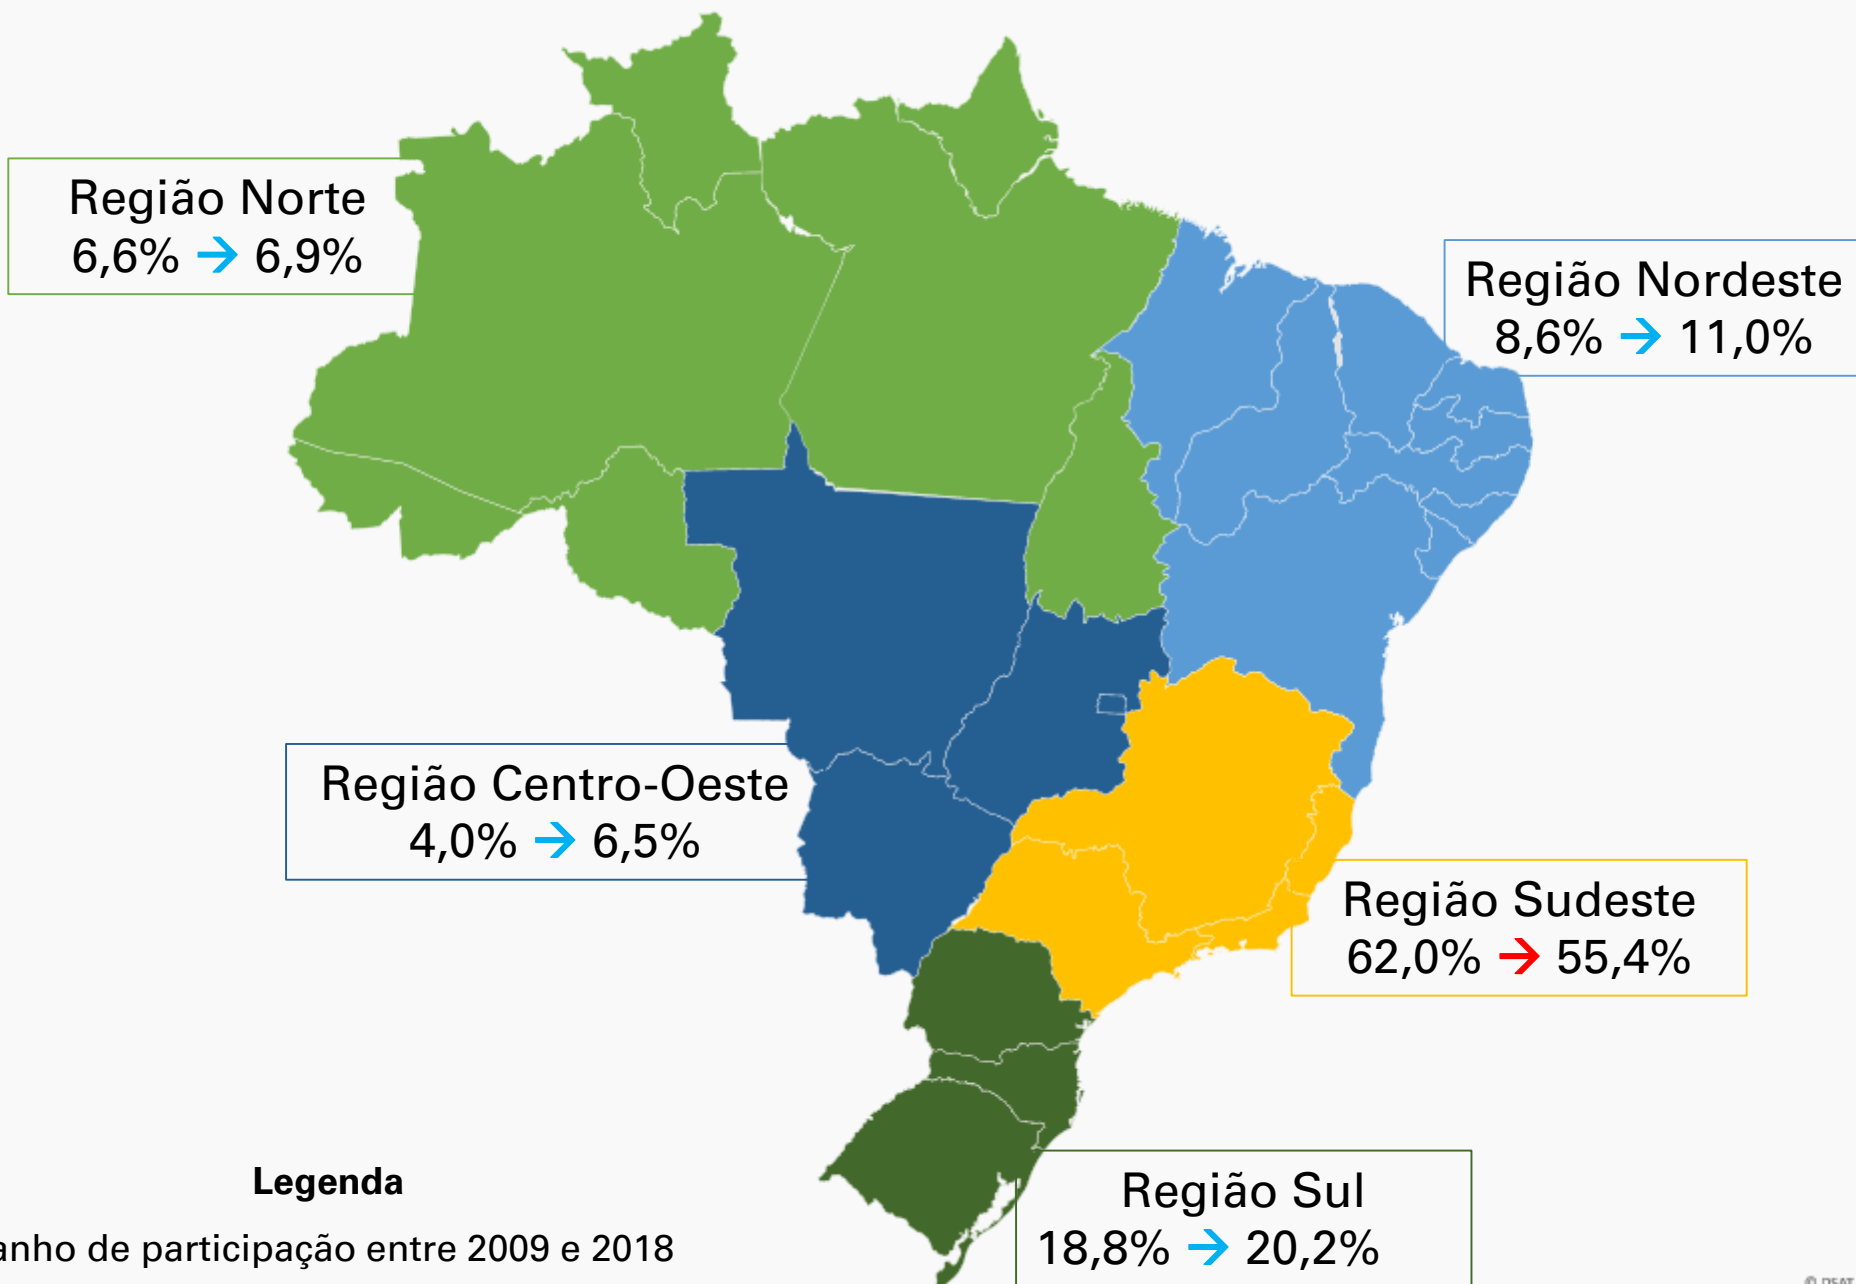 Região Norte
6,6% → 6,9%
Região Nordeste
8,6% → 11,0%
Região Centro-Oeste
4,0% → 6,5%
Região Sudeste
62,0% → 55,4%
Região Sul
18,8% → 20,2%
Legenda
anho de participação entre 2009 e 2018